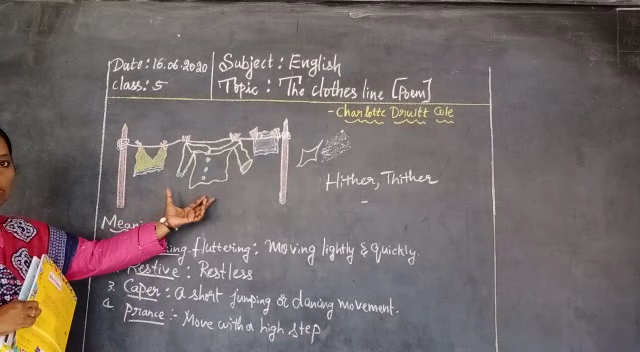 Date: 16.06.2020
Class: 5
Subject: English
Topic: The clothes line [Poem]
- Charlotte Druitt Cole
Hither, Thither
-
Mean
fluttering: Moving lightly & quickly.
Restive : Restless
3. Caper : a short jumping or dancing movement.
4. Prance :- Move with a high step